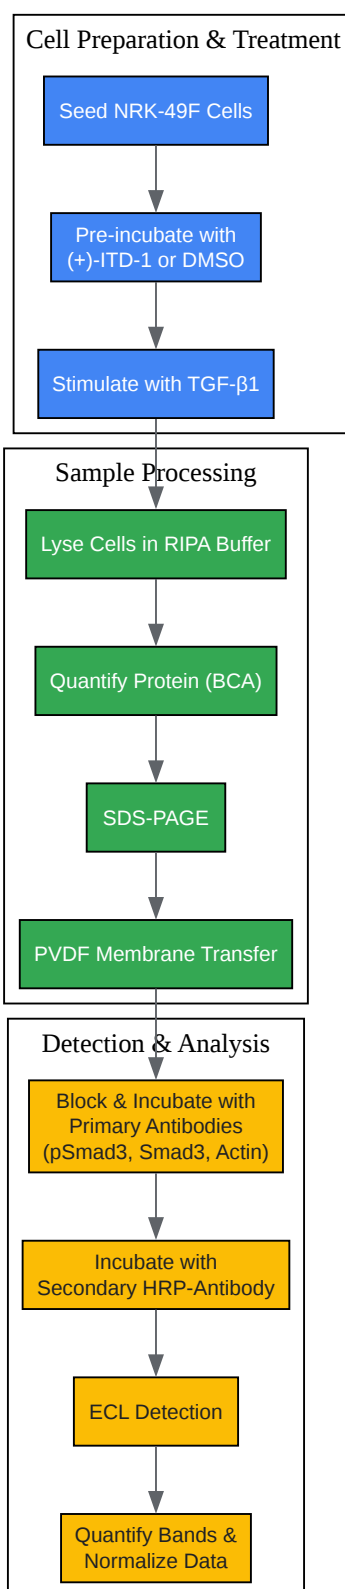 Cell Preparation & Treatment
Seed NRK-49F Cells
Pre-incubate with
(+)-ITD-1 or DMSO
Stimulate with TGF-β1
Sample Processing
Lyse Cells in RIPA Buffer
Quantify Protein (BCA)
SDS-PAGE
PVDF Membrane Transfer
Detection & Analysis
Block & Incubate with
Primary Antibodies
(pSmad3, Smad3, Actin)
Incubate with
Secondary HRP-Antibody
ECL Detection
Quantify Bands &
Normalize Data